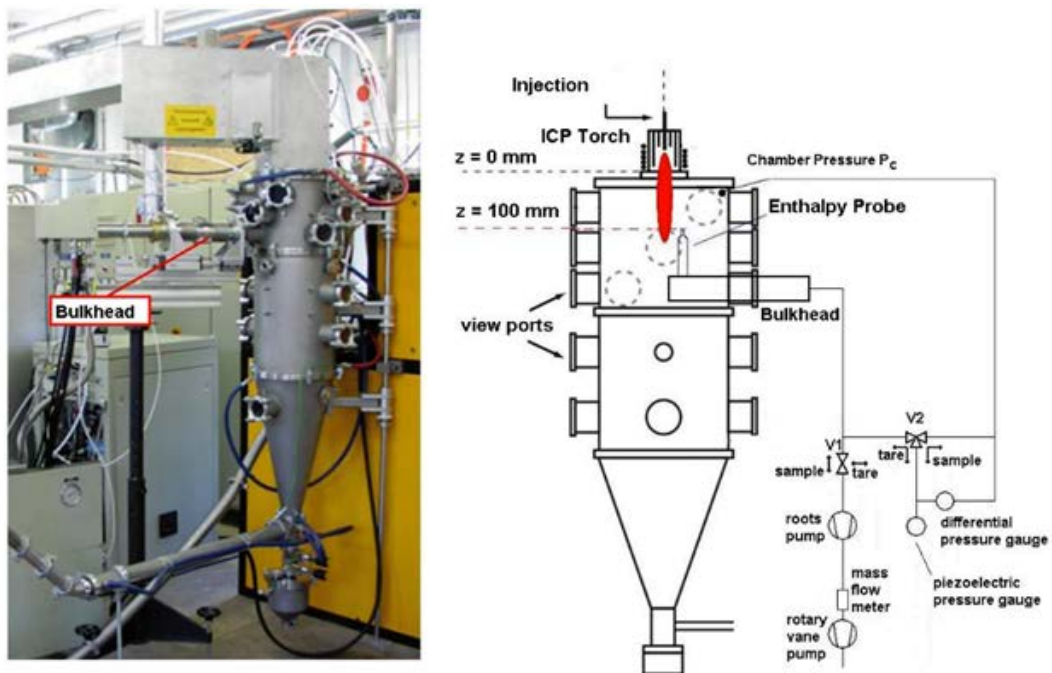 Bulkhead
Injection
ICP Torch
z = 0 mm
Chamber Pressure Pc
z = 100 mm
Enthalpy Probe
Bulkhead
view ports
V2
V1
tare
sample
sample
tare
roots
pump
differential
pressure gauge
mass
flow
meter
piezoelectric
pressure gauge
rotary
vane
pump